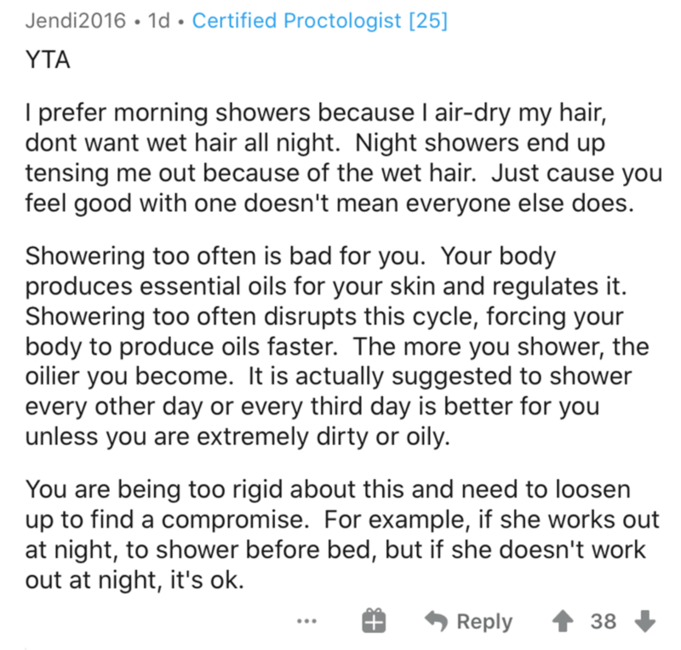 Jendi2016 • 1d • Certified Proctologist [25]
YTA
I prefer morning showers because I air-dry my hair,
dont want wet hair all night.  Night showers end up
tensing me out because of the wet hair.  Just cause you
feel good with one doesn't mean everyone else does.
Showering too often is bad for you.  Your body
produces essential oils for your skin and regulates it.
Showering too often disrupts this cycle, forcing your
body to produce oils faster.  The more you shower, the
oilier you become.  It is actually suggested to shower
every other day or every third day is better for you
unless you are extremely dirty or oily.
You are being too rigid about this and need to loosen
up to find a compromise.  For example, if she works out
at night, to shower before bed, but if she doesn't work
out at night, it's ok.
... Reply 38